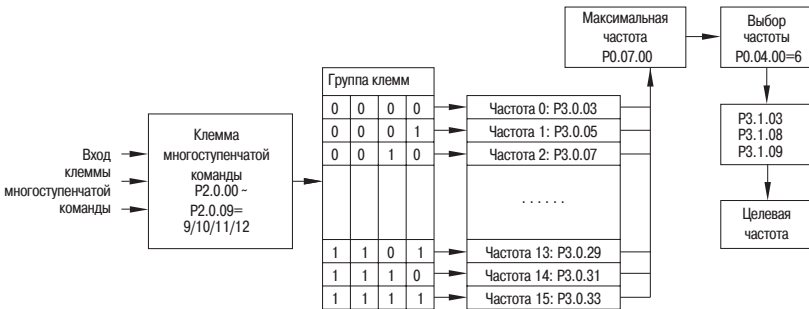 Вход
клеммы
многоступенчатой
команды
Клемма
многоступенчатой
команды
P2.0.00 ~
P2.0.09=
9/10/11/12
Группа клемм
0 0 0 0
0 0 0 1
0 0 1 0
1 1 0 1
1 1 1 0
1 1 1 1
Частота 0: P3.0.03
Частота 1: P3.0.05
Частота 2: P3.0.07
. . . . . .
Частота 13: P3.0.29
Частота 14: P3.0.31
Частота 15: P3.0.33
Максимальная
частота
P0.07.00
Выбор
частоты
P0.04.00=6
P3.1.03
P3.1.08
P3.1.09
Целевая
частота